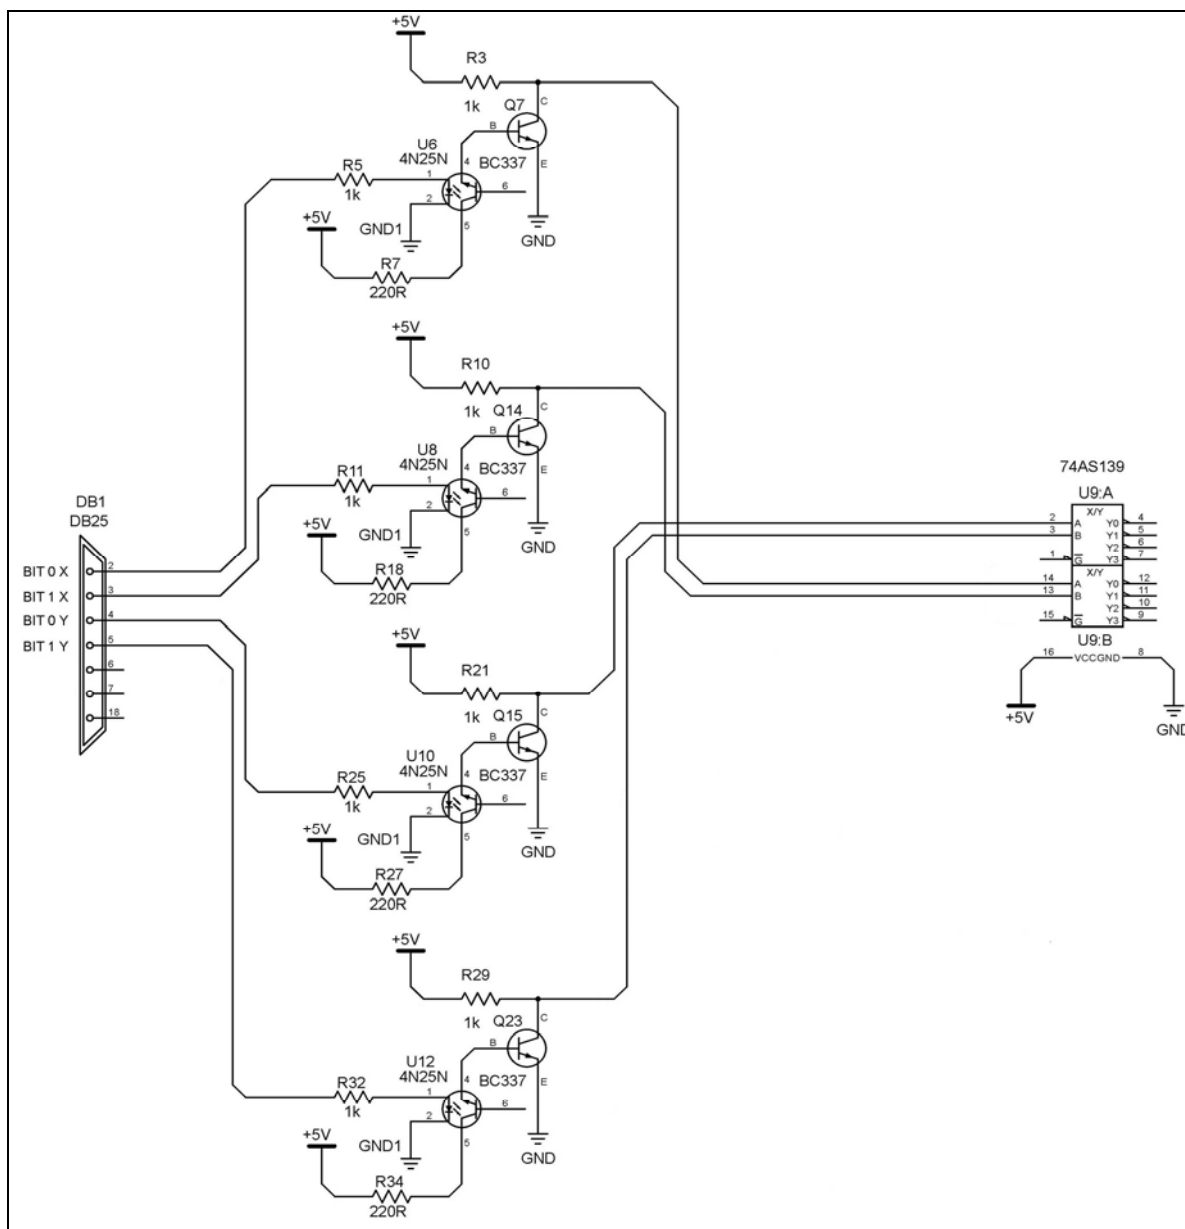 +5V
R3
1k
Q7
C
B
E
U6
4N25N
BC337
4
1
2
6
5
R5
1k
GND1
GND
+5V
R7
220R
+5V
R10
1k
Q14
C
B
E
U8
4N25N
BC337
4
1
2
6
5
R11
1k
GND1
GND
+5V
R18
220R
DB1
DB25
BIT 0 X
2
BIT 1 X
3
BIT 0 Y
4
BIT 1 Y
5
6
7
18
74AS139
U9:A
X/Y
2 A Y0 4
3 B Y1 5
Y2 6
1 G Y3 7
X/Y
14 A Y0 12
13 B Y1 11
Y2 10
15 G Y3 9
U9:B
16 VCCGND 8
+5V
GND
+5V
R21
1k
Q15
C
B
E
U10
4N25N
BC337
4
1
2
6
5
R25
1k
GND1
GND
+5V
R27
220R
+5V
R29
1k
Q23
C
B
E
U12
4N25N
BC337
4
1
2
6
5
R32
1k
GND1
GND
+5V
R34
220R